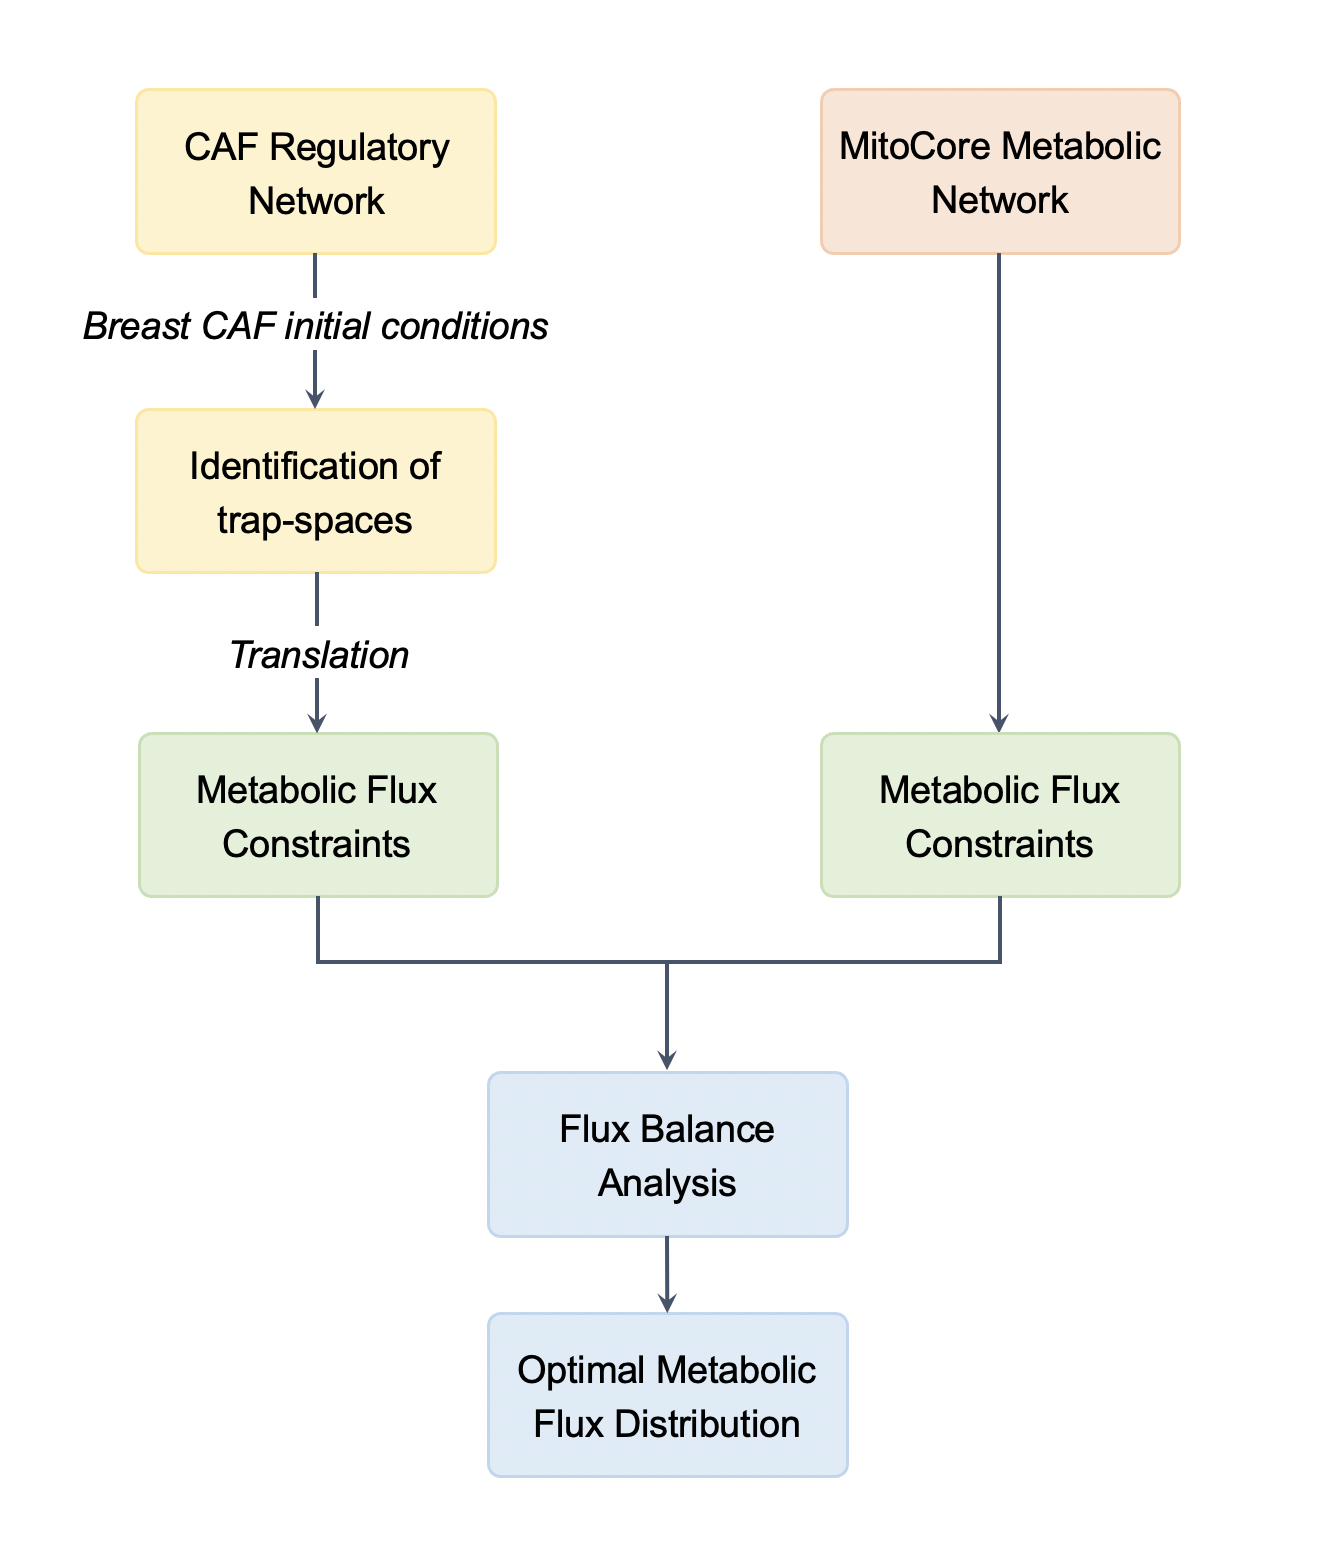 CAF Regulatory
Network
MitoCore Metabolic
Network
Breast CAF initial conditions
Identification of
trap-spaces
Translation
Metabolic Flux
Constraints
Metabolic Flux
Constraints
Flux Balance
Analysis
Optimal Metabolic
Flux Distribution